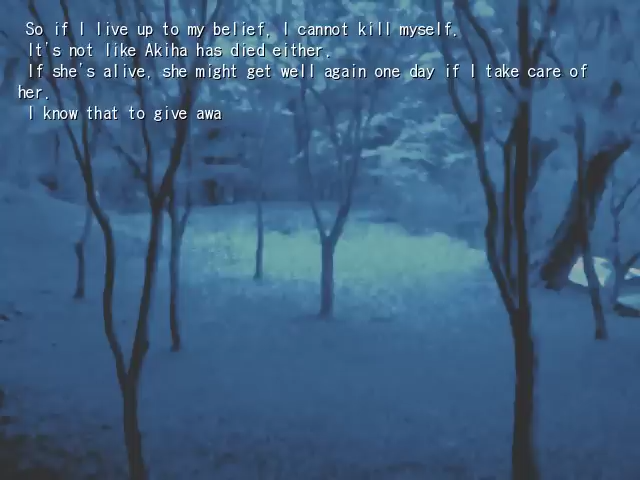 So if I live up to my belief, I cannot kill myself.
It's not like Akiha has died either.
If she's alive, she might get well again one day if I take care of
her.
I know that to give awa